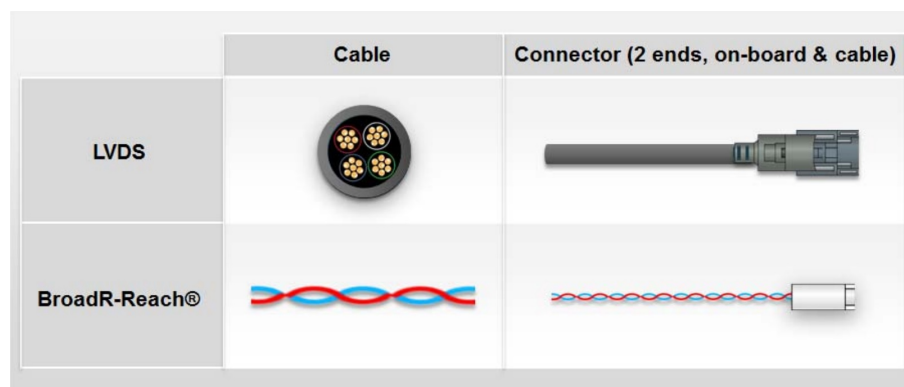 Cable
Connector (2 ends, on-board & cable)
LVDS
BroadR-Reach®